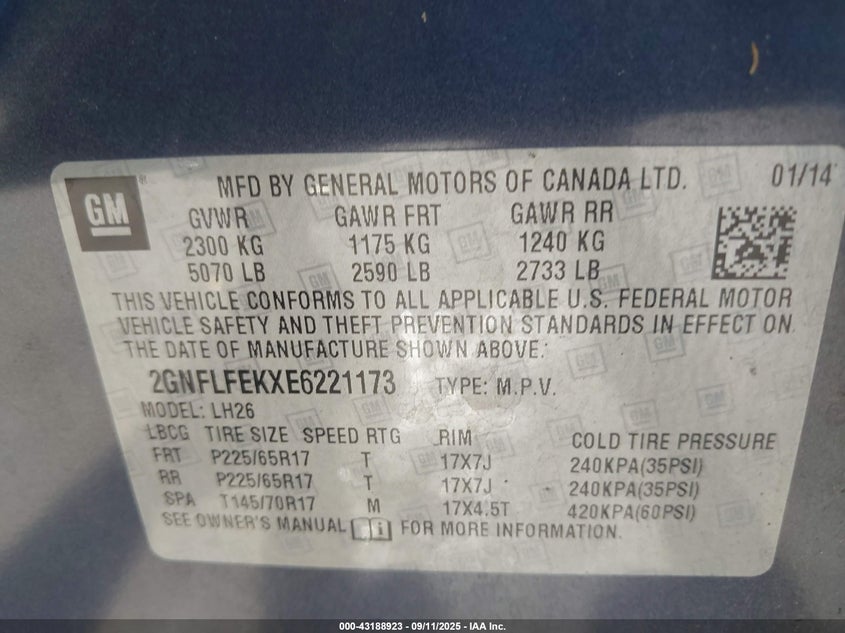 GM
MFD BY GENERAL MOTORS OF CANADA LTD. 01/14
GVWR GAWR FRT GAWR RR
2300 KG 1175 KG 1240 KG
5070 LB 2590 LB 2733 LB
THIS VEHICLE CONFORMS TO ALL APPLICABLE U.S. FEDERAL MOTOR
VEHICLE SAFETY AND THEFT PREVENTION STANDARDS IN EFFECT ON
THE DATE OF MANUFACTURE SHOWN ABOVE.
2GNFLFEKXE6221173 TYPE: M.P.V.
MODEL: LH26
LBCG TIRE SIZE SPEED RTG RIM COLD TIRE PRESSURE
FRT P225/65R17 T 17X7J 240KPA(35PSI)
RR P225/65R17 T 17X7J 240KPA(35PSI)
SPA T145/70R17 M 17X4.5T 420KPA(60PSI)
SEE OWNER'S MANUAL i FOR MORE INFORMATION.
000-43188923 - 09/11/2025 - IAA Inc.